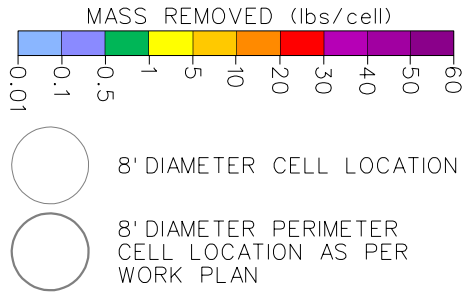 MASS REMOVED (lbs/cell)
0.01 0.1 0.5 1 5 10 20 30 40 50 60
8' DIAMETER CELL LOCATION
8' DIAMETER PERIMETER
CELL LOCATION AS PER
WORK PLAN